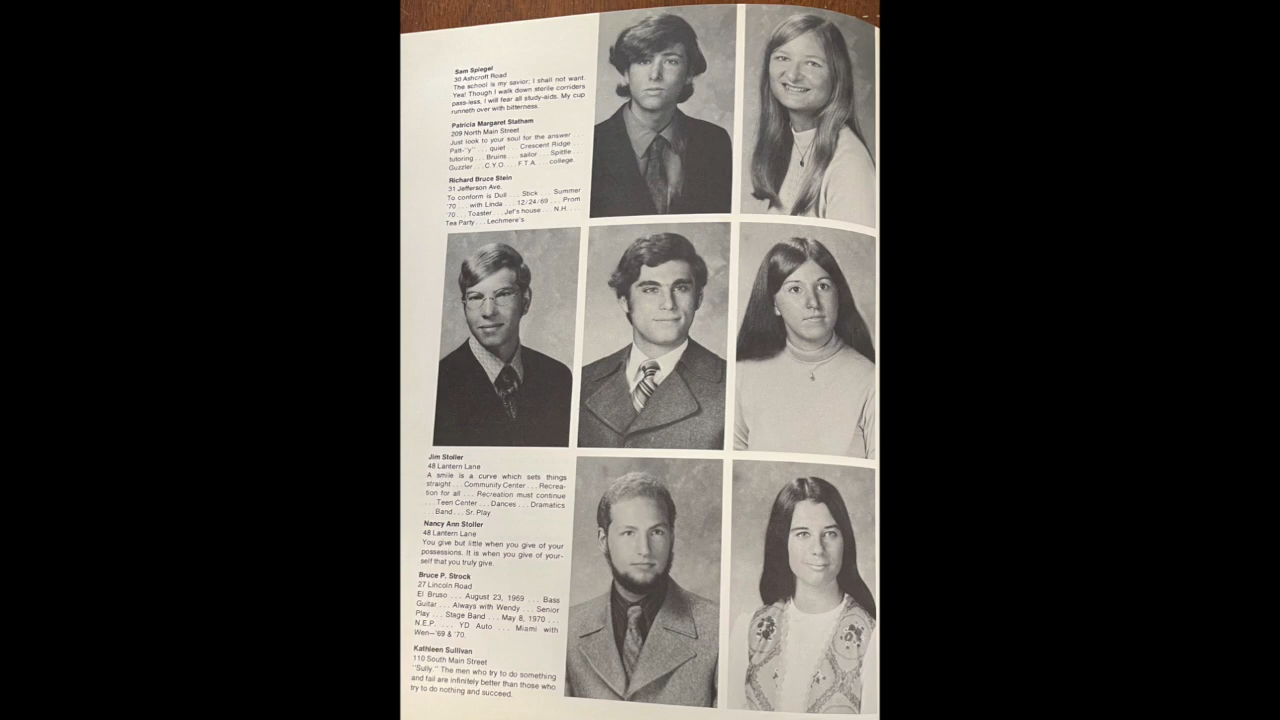 Sam Spiegel
30 Ashcroft Road
The school is my savior; I shall not want.
Yea! Though I walk down sterile corriders
pass-less, I will fear all study-aids. My cup
runneth over with bitterness.
Patricia Margaret Statham
209 North Main Street
Just look to your soul for the answer . . .
Patt-"y" . . . quiet . . . Crescent Ridge . . .
tutoring . . . Bruins . . . sailor . . . Spitfie . . .
Guzzler . . . C.Y.O. . . . F.T.A. . . . college.
Richard Bruce Stein
31 Jefferson Ave.
To conform is Dull . . . Stick . . . Summer
'70 . . . with Linda . . . 12/24/69 . . . Prom
'70 . . . Toaster . . . Jef's house . . . N.H. . . .
Tea Party . . . Lechmere's
Jim Stoller
48 Lantern Lane
A smile is a curve which sets things
straight . . . Community Center . . . Recrea-
tion for all . . . Recreation must continue
. . . Teen Center . . . Dances . . . Dramatics
. . . Band . . . Sr. Play
Nancy Ann Stoller
48 Lantern Lane
You give but little when you give of your
possessions. It is when you give of your-
self that you truly give.
Bruce P. Strock
27 Lincoln Road
El Bruso . . . August 23, 1969 . . . Bass
Guitar . . . Always with Wendy . . . Senior
Play . . . Stage Band . . . May 8, 1970 . . .
N.E.P. . . . YD Auto . . . Miami with
Wen—'69 & '70.
Kathleen Sullivan
110 South Main Street
"Sully." The men who try to do something
and fail are infinitely better than those who
try to do nothing and succeed.